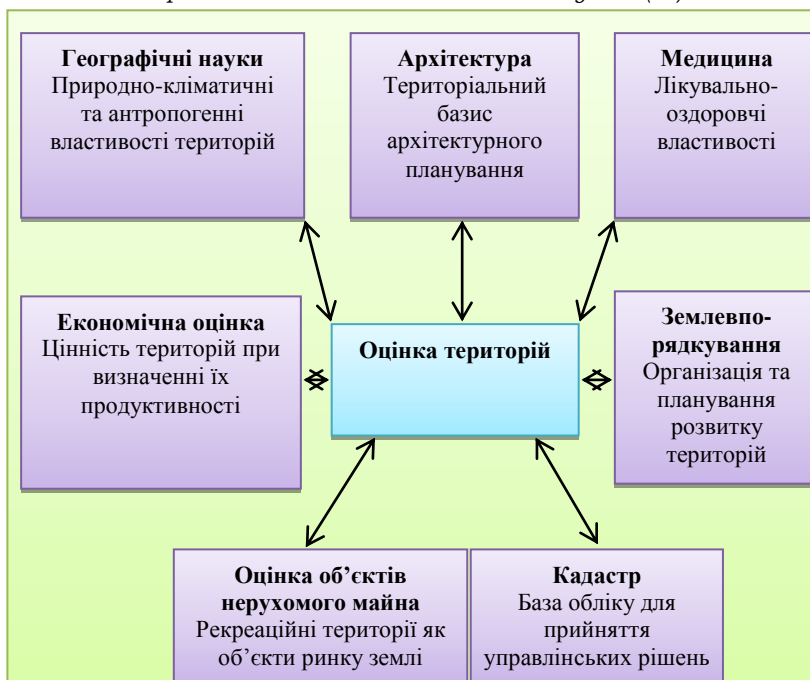 Географічні науки
Природно-кліматичні
та антропогенні
властивості територій
Архітектура
Територіальний
базис
архітектурного
планування
Медицина
Лікувально-
оздоровчі
властивості
Економічна оцінка
Цінність територій при
визначенні їх
продуктивності
Оцінка територій
Землевпо-
рядкування
Організація та
планування
розвитку
територій
Оцінка об’єктів
нерухомого майна
Рекреаційні території як
об’єкти ринку землі
Кадастр
База обліку для
прийняття
управлінських рішень